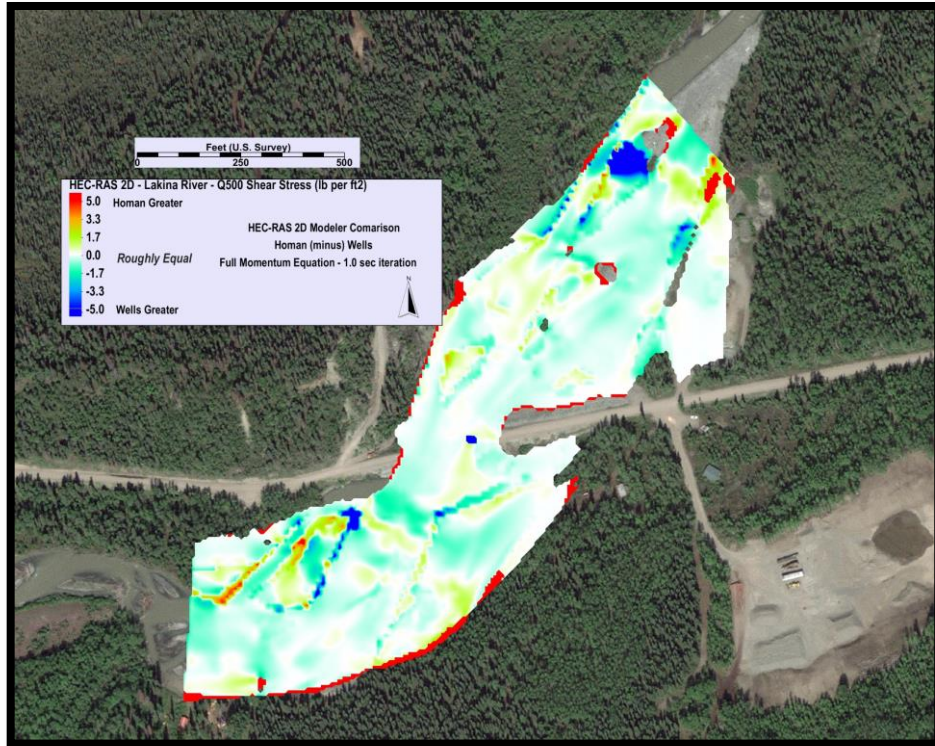 Feet (U.S. Survey)
0 250 500
HEC-RAS 2D - Lakina River - Q500 Shear Stress (lb per ft2)
5.0 Homan Greater
3.3
1.7
0.0 Roughly Equal
-1.7
-3.3
-5.0 Wells Greater
HEC-RAS 2D Modeler Comarison
Homan (minus) Wells
Full Momentum Equation - 1.0 sec iteration
N